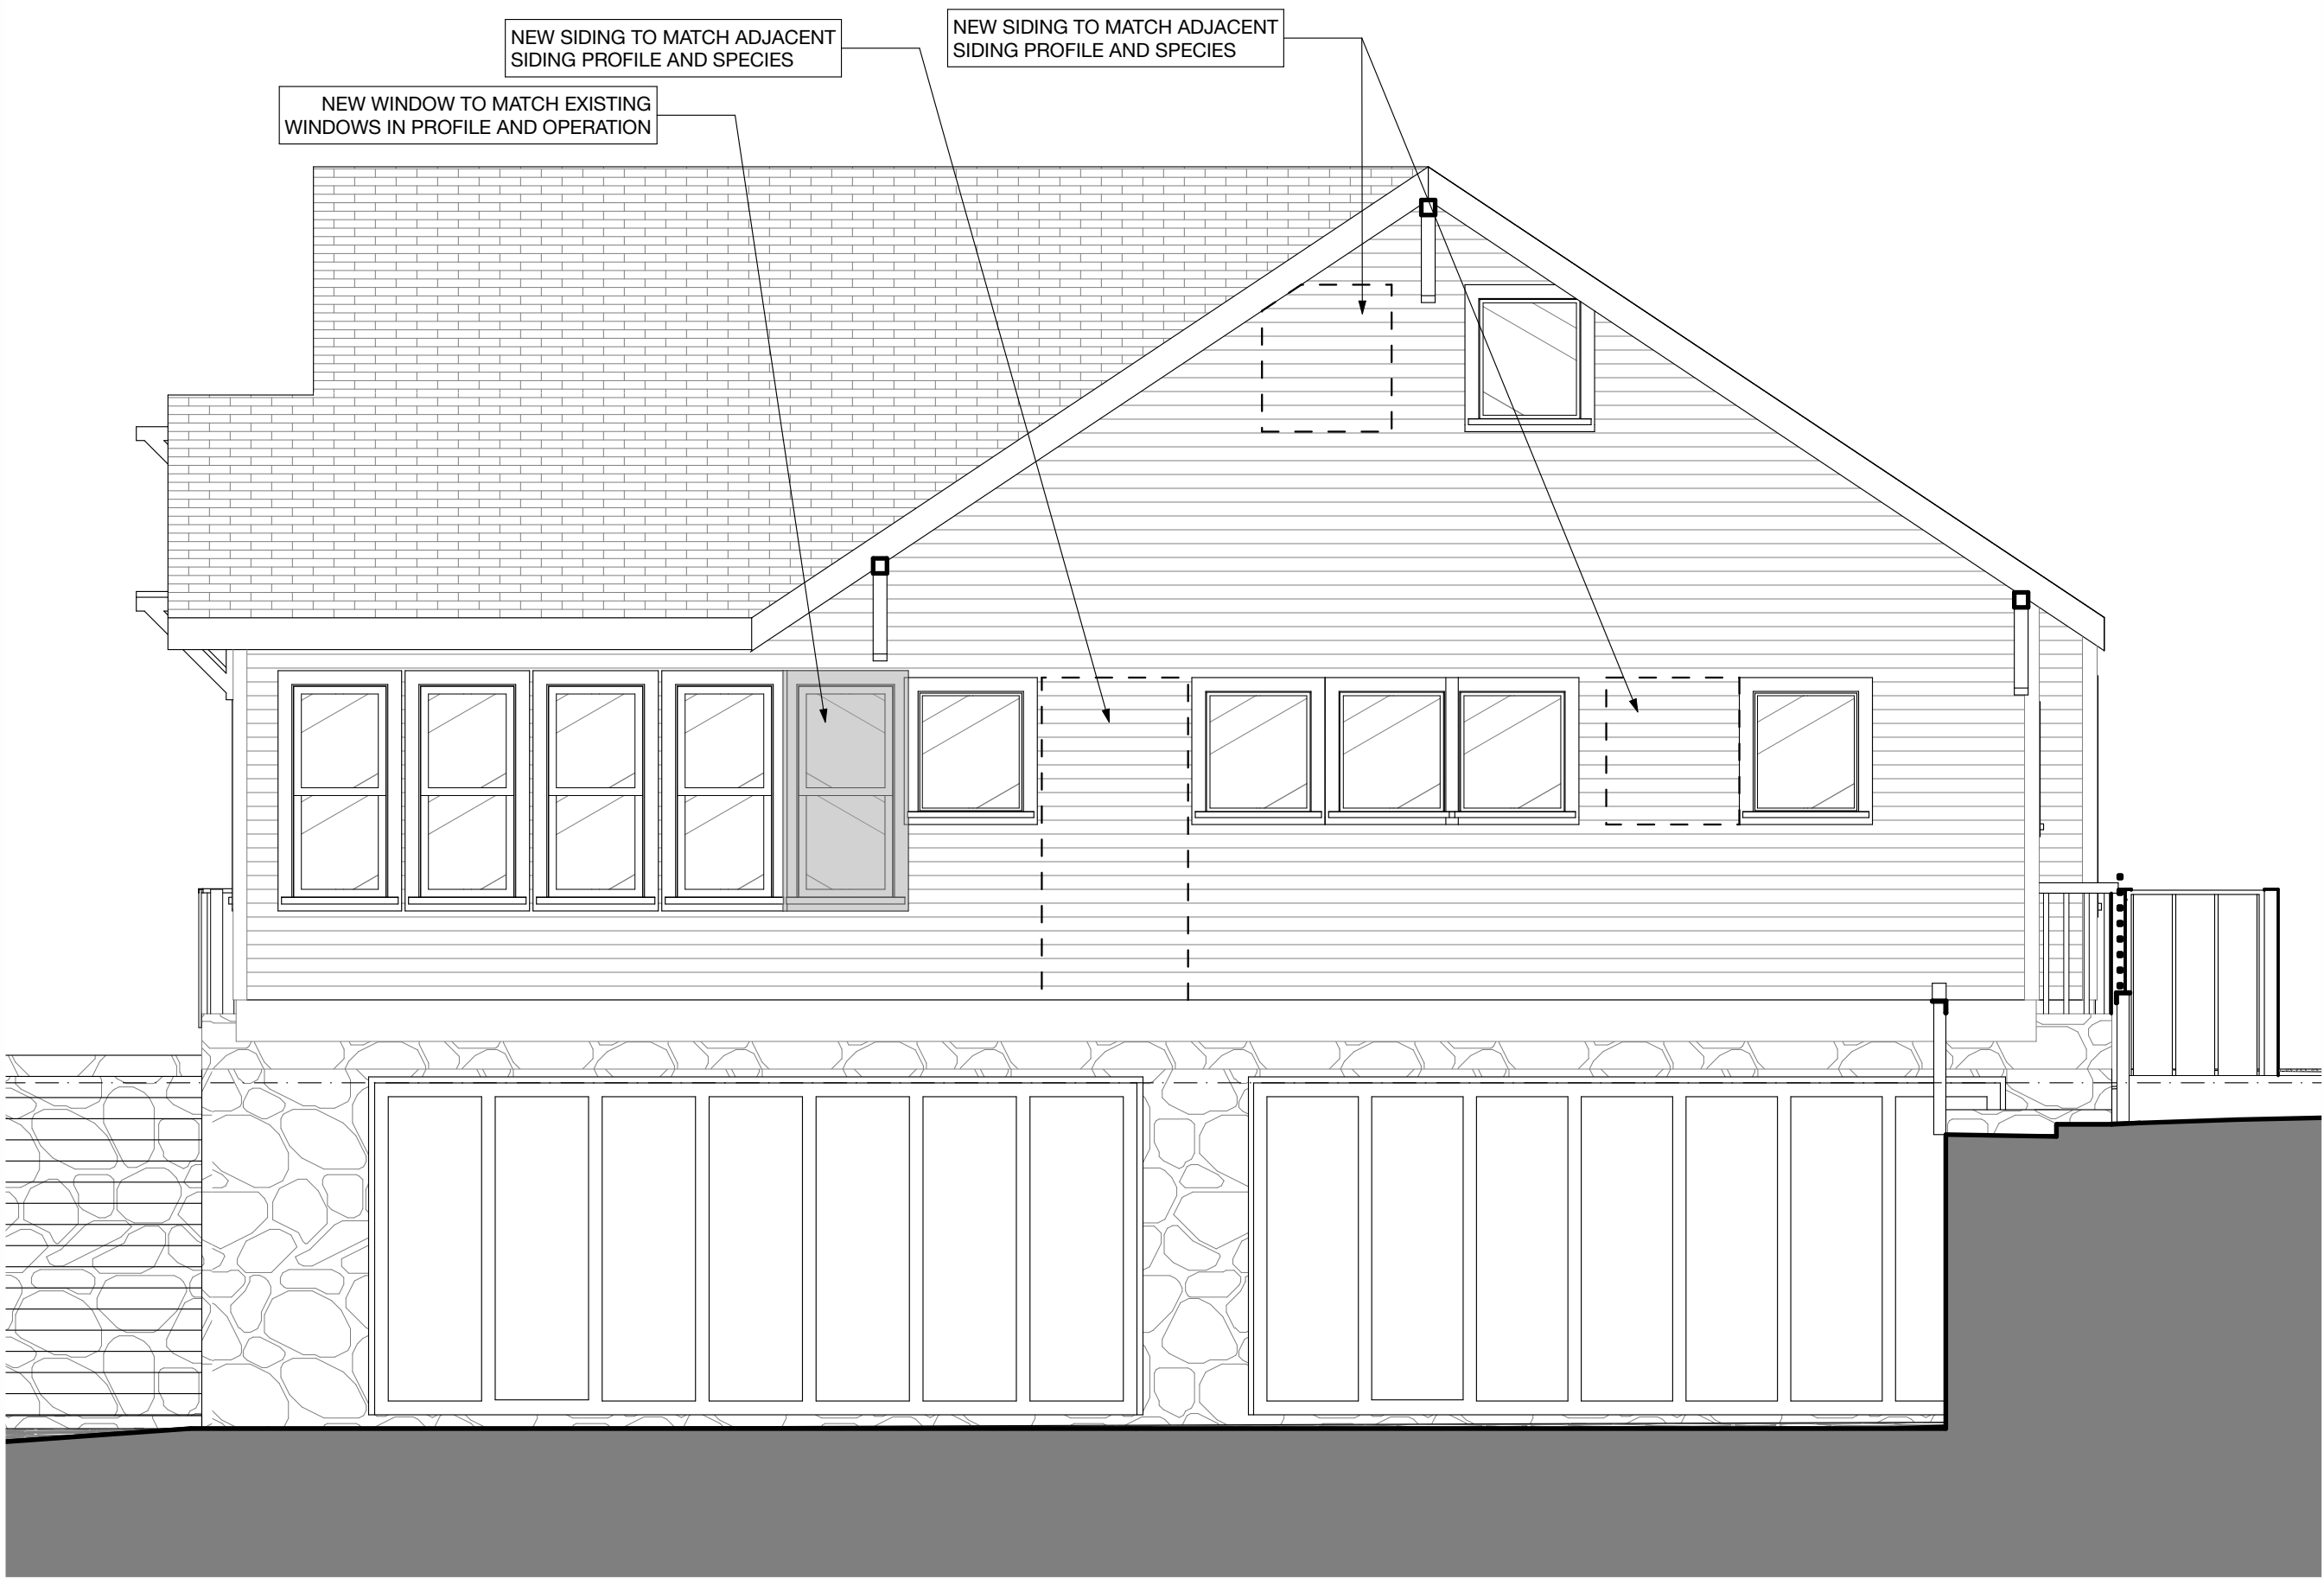 NEW SIDING TO MATCH ADJACENT
SIDING PROFILE AND SPECIES
NEW SIDING TO MATCH ADJACENT
SIDING PROFILE AND SPECIES
NEW WINDOW TO MATCH EXISTING
WINDOWS IN PROFILE AND OPERATION